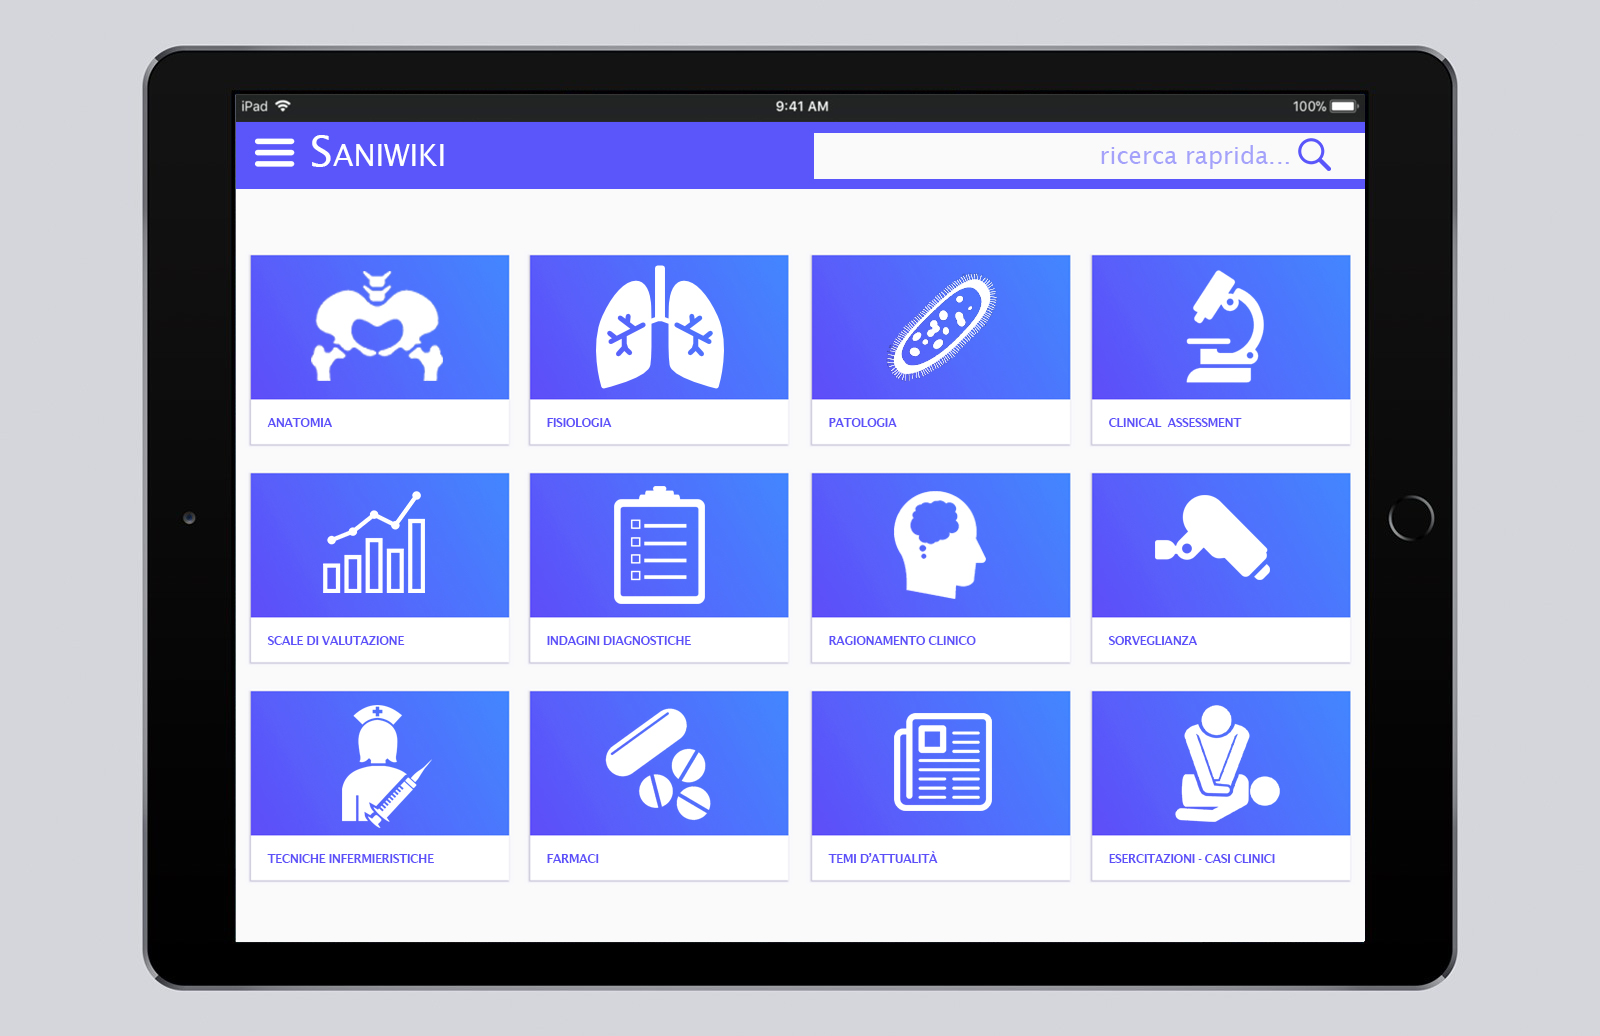 iPad 9:41 AM 100%
SANIWIKI
ricerca raprida...
ANATOMIA
FISIOLOGIA
PATOLOGIA
CLINICAL ASSESSMENT
SCALE DI VALUTAZIONE
INDAGINI DIAGNOSTICHE
RAGIONAMENTO CLINICO
SORVEGLIANZA
TECNICHE INFERMIERISTICHE
FARMACI
TEMI D'ATTUALITÀ
ESERCITAZIONI - CASI CLINICI